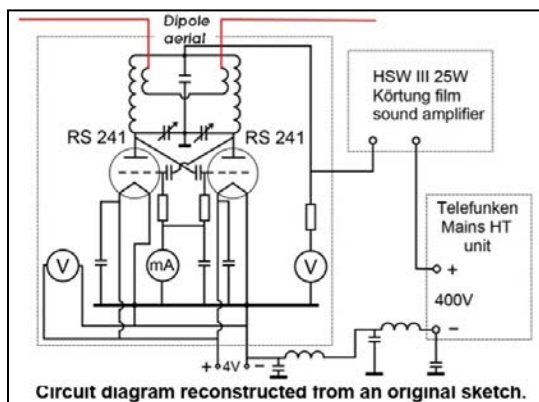 Dipole
aerial
HSW III 25W
Körtung film
sound amplifier
RS 241
RS 241
Telefunken
Mains HT
unit
V
mA
V
+
400V
−
+ 4V −
Circuit diagram reconstructed from an original sketch.